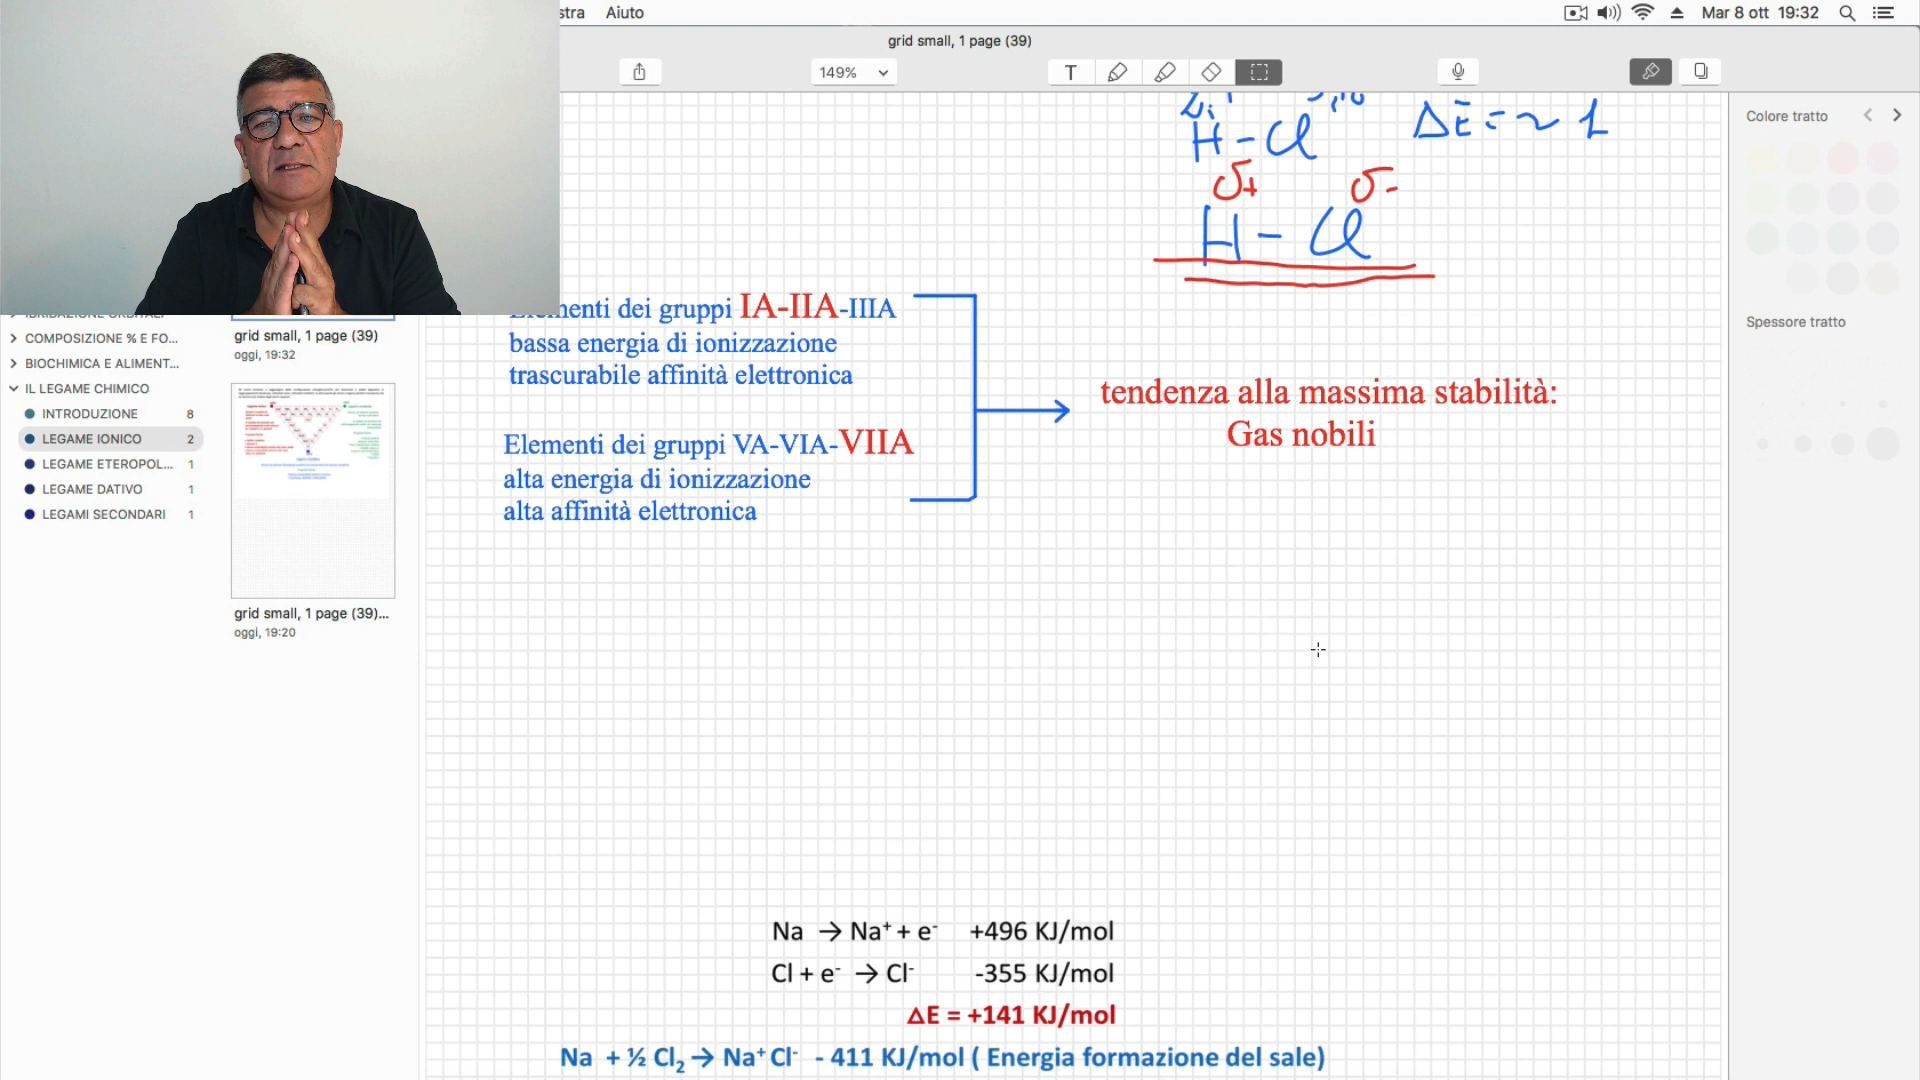 stra Aiuto
Mar 8 ott 19:32
grid small, 1 page (39)
149%
T
Colore tratto
H - Cl ΔE = ~ 1
δ+ δ-
H - Cl
Spessore tratto
COMPOSIZIONE % E FO...
BIOCHIMICA E ALIMENT...
IL LEGAME CHIMICO
INTRODUZIONE 8
LEGAME IONICO 2
LEGAME ETEROPOL... 1
LEGAME DATIVO 1
LEGAMI SECONDARI 1
grid small, 1 page (39)
oggi, 19:32
grid small, 1 page (39)...
oggi, 19:20
Elementi dei gruppi IA-IIA-IIIA
bassa energia di ionizzazione
trascurabile affinità elettronica
Elementi dei gruppi VA-VIA-VIIA
alta energia di ionizzazione
alta affinità elettronica
tendenza alla massima stabilità:
Gas nobili
Na → Na⁺ + e⁻ +496 KJ/mol
Cl + e⁻ → Cl⁻ -355 KJ/mol
ΔE = +141 KJ/mol
Na + ½ Cl₂ → Na⁺ Cl⁻ - 411 KJ/mol ( Energia formazione del sale)